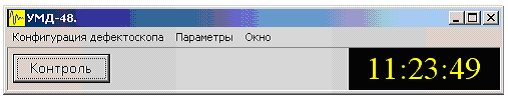 УМД-48.
Конфигурация дефектоскопа Параметры Окно
Контроль 11:23:49